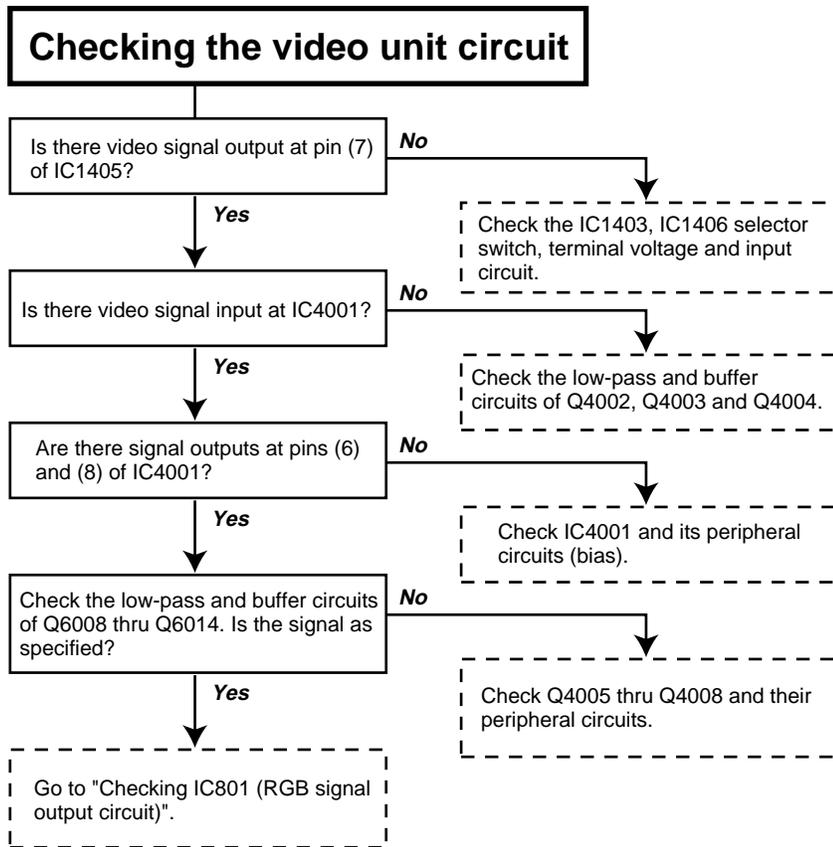 Checking the video unit circuit
Is there video signal output at pin (7)
of IC1405?
No
Yes
Check the IC1403, IC1406 selector
switch, terminal voltage and input
circuit.
Is there video signal input at IC4001?
No
Yes
Check the low-pass and buffer
circuits of Q4002, Q4003 and Q4004.
Are there signal outputs at pins (6)
and (8) of IC4001?
No
Yes
Check IC4001 and its peripheral
circuits (bias).
Check the low-pass and buffer circuits
of Q6008 thru Q6014. Is the signal as
specified?
No
Yes
Check Q4005 thru Q4008 and their
peripheral circuits.
Go to "Checking IC801 (RGB signal
output circuit)".